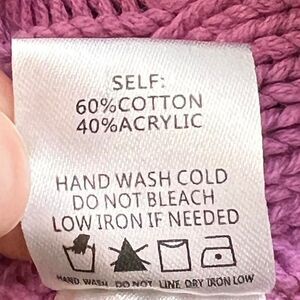 SELF:
60%COTTON
40%ACRYLIC
HAND WASH COLD
DO NOT BLEACH
LOW IRON IF NEEDED
HAND WASH DO NOT LINE DRY IRON LOW